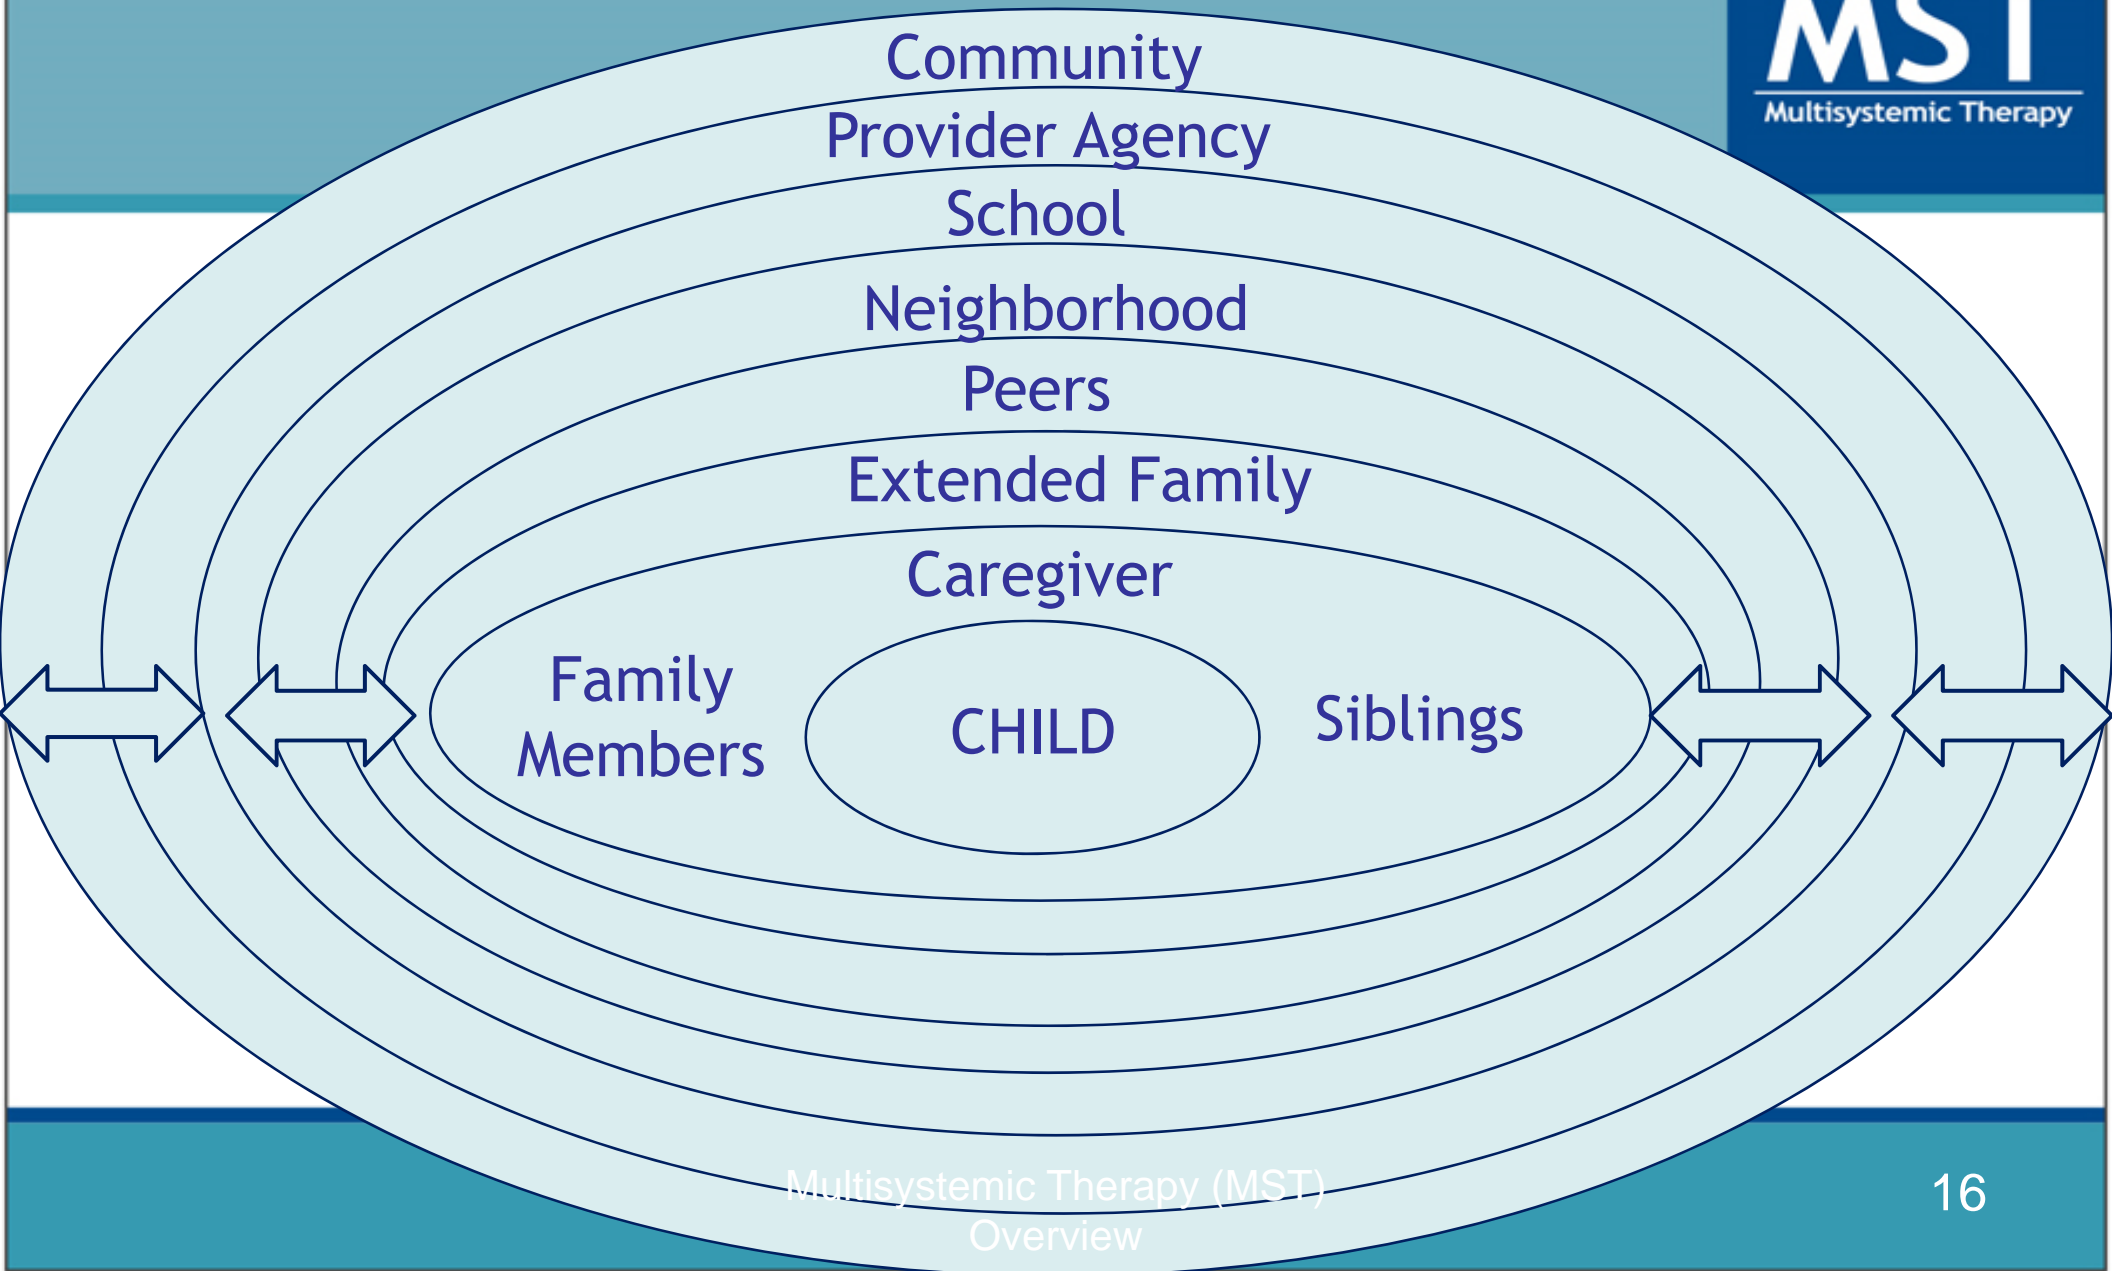 MST
Multisystemic Therapy
Community
Provider Agency
School
Neighborhood
Peers
Extended Family
Caregiver
Family
Members
CHILD
Siblings
Multisystemic Therapy (MST)
Overview
16